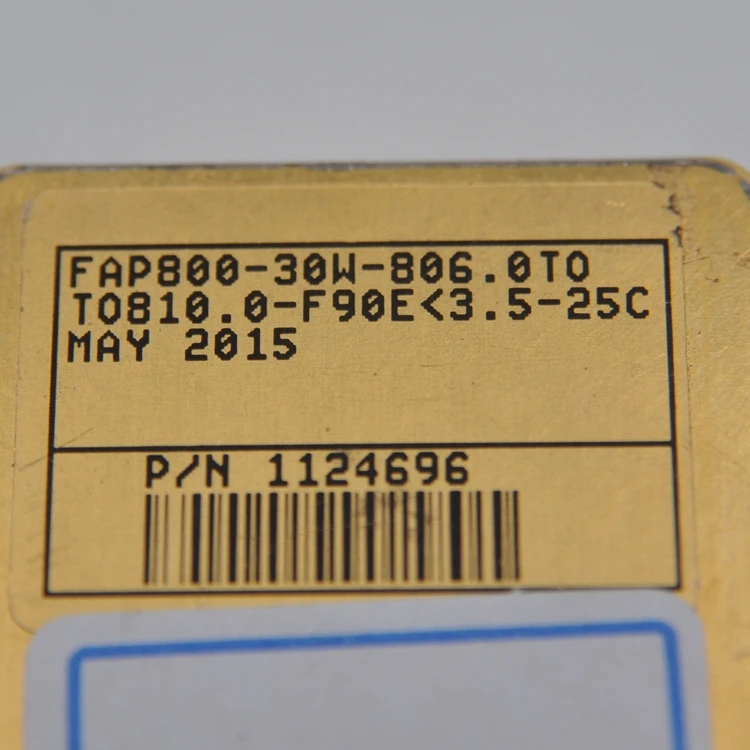 FAP800-30W-806.0TO
TO810.0-F90E<3.5-25C
MAY 2015
P/N 1124696